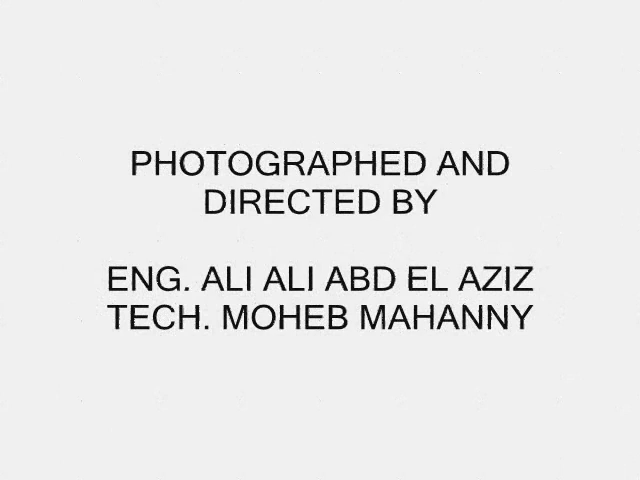 PHOTOGRAPHED AND
DIRECTED BY
ENG. ALI ALI ABD EL AZIZ
TECH. MOHEB MAHANNY